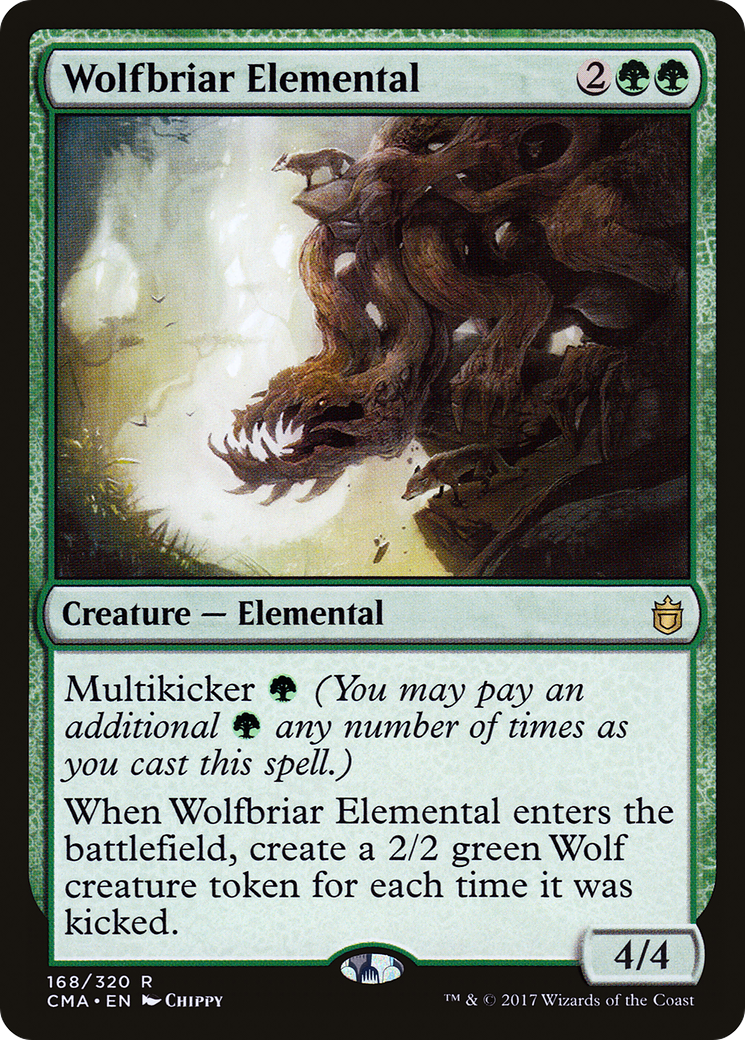 Wolfbriar Elemental 2
Creature — Elemental
Multikicker (You may pay an
additional any number of times as
you cast this spell.)
When Wolfbriar Elemental enters the
battlefield, create a 2/2 green Wolf
creature token for each time it was
kicked.
4/4
168/320 R
CMA • EN Chippy
™ & © 2017 Wizards of the Coast